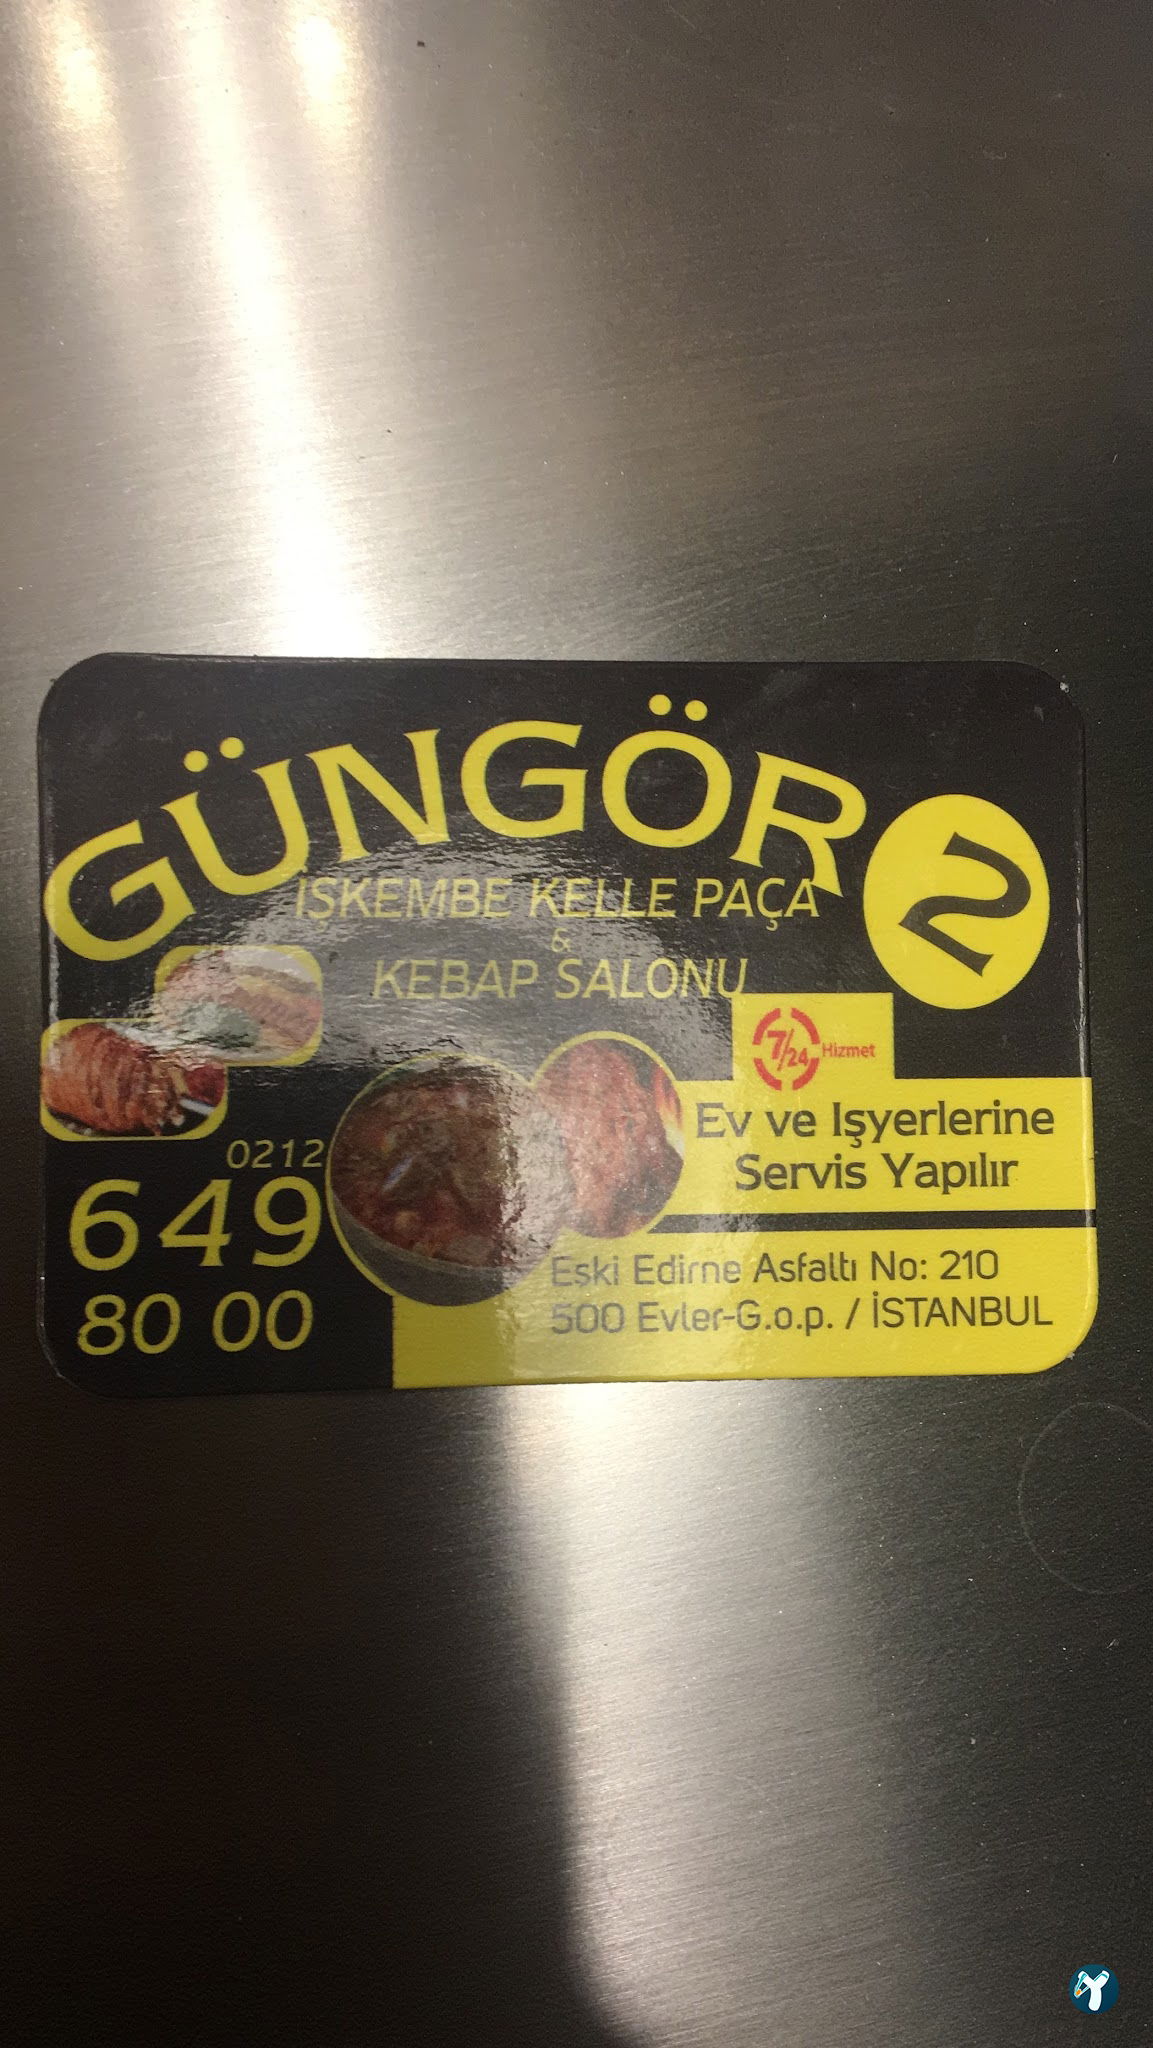 GÜNGÖR 2
İŞKEMBE KELLE PAÇA
&
KEBAP SALONU
7/24 Hizmet
Ev ve Işyerlerine
Servis Yapılır
0212
649
80 00
Eski Edirne Asfaltı No: 210
500 Evler-G.o.p. / İSTANBUL